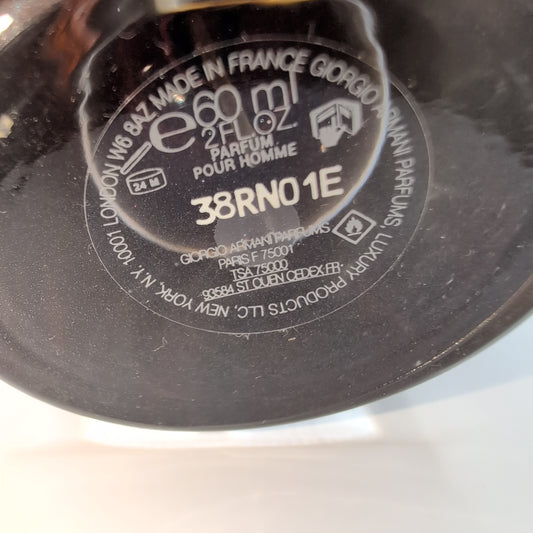 MADE IN FRANCE GIORGIO ARMANI PARFUMS, LUXURY PRODUCTS LLC, NEW YORK, N.Y. 10001 LONDON W6 8AZ
e60 ml
2FL.OZ
PARFUM
POUR HOMME
24 M
38RN01E
GIORGIO ARMANI PARFUMS
PARIS F 75001
TSA 75000
93584 ST OUEN CEDEX FR